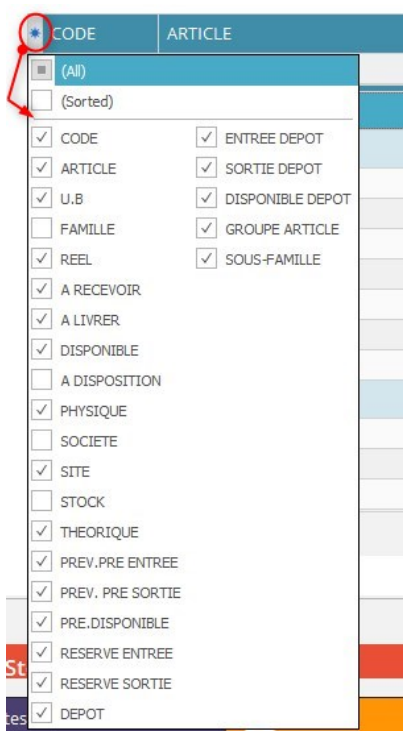 CODE ARTICLE
(All)
(Sorted)
CODE ENTREE DEPOT
ARTICLE SORTIE DEPOT
U.B DISPONIBLE DEPOT
FAMILLE GROUPE ARTICLE
REEL SOUS-FAMILLE
A RECEVOIR
A LIVRER
DISPONIBLE
A DISPOSITION
PHYSIQUE
SOCIETE
SITE
STOCK
THEORIQUE
PREV.PRE ENTREE
PREV. PRE SORTIE
PRE.DISPONIBLE
RESERVE ENTREE
St
RESERVE SORTIE
tes DEPOT